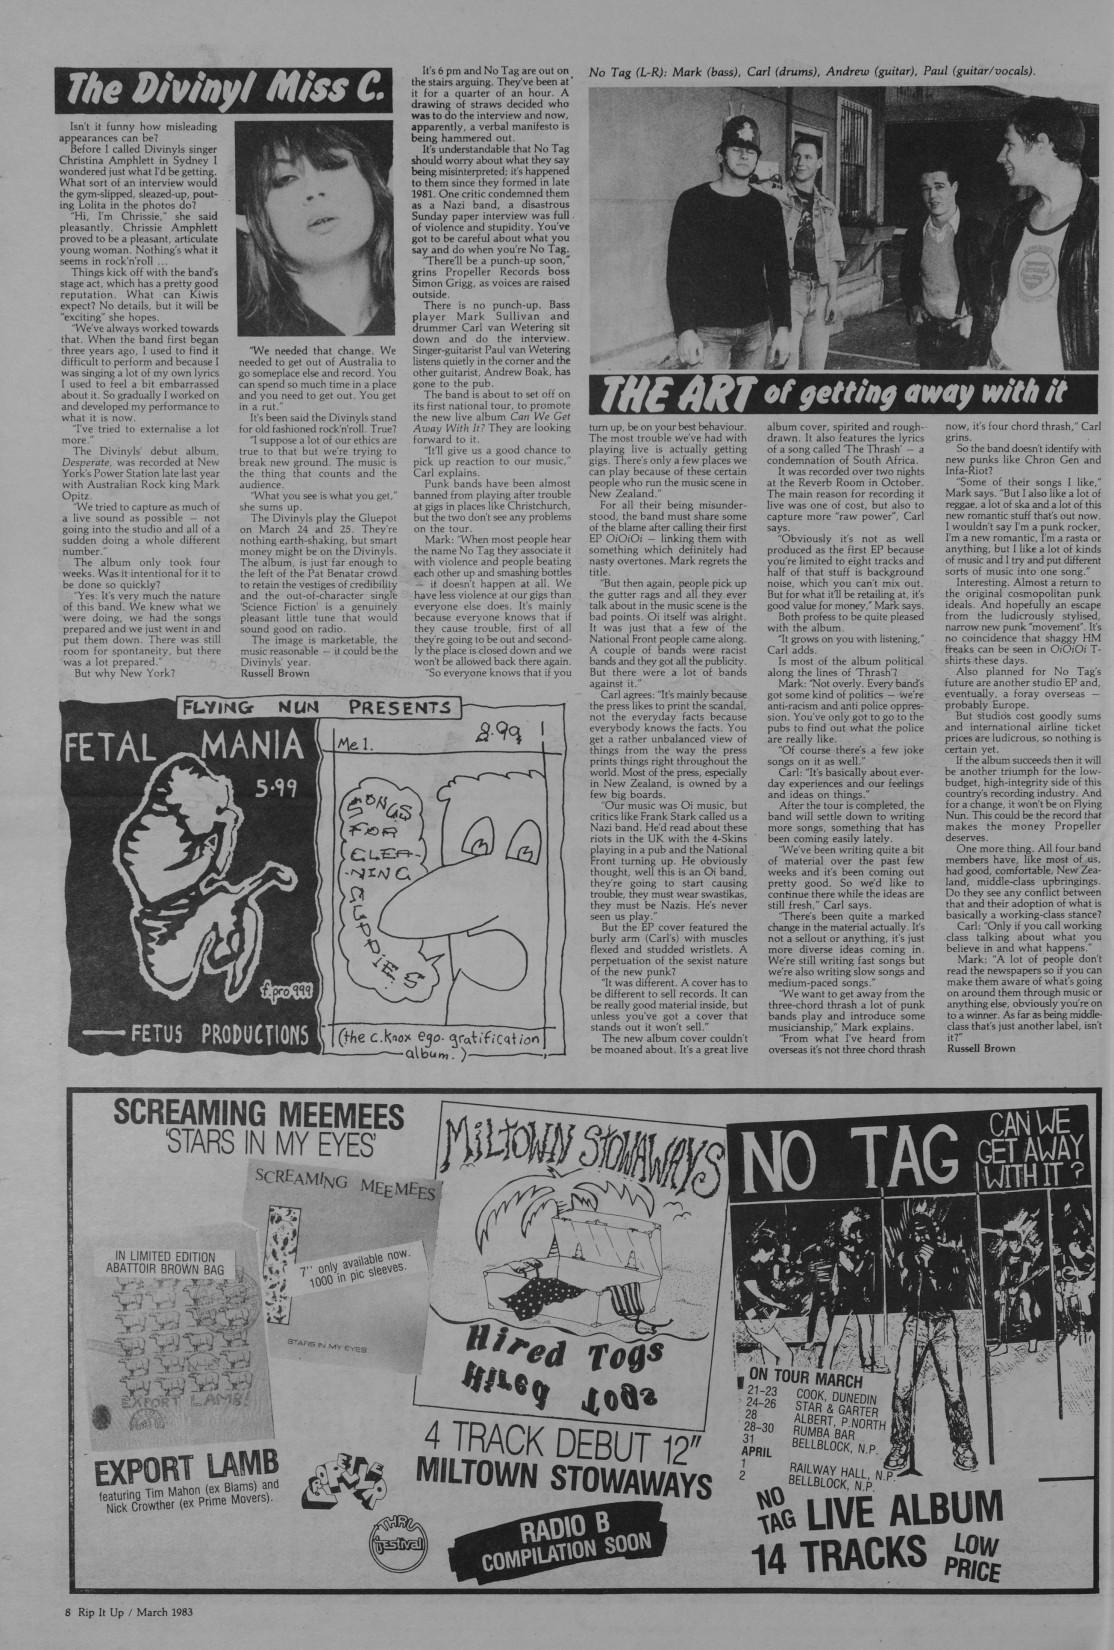 The Divinyl Miss C.
Isn't it funny how misleading
appearances can be?
Before I called Divinyls singer
Christina Amphlett in Sydney I
wondered just what I'd be getting.
What sort of an interview would
the gym-slipped, sleazed-up, pout-
ing Lolita in the photos do?
"Hi, I'm Chrissie," she said
pleasantly. Chrissie Amphlett
proved to be a pleasant, articulate
young woman. Nothing's what it
seems in rock'n'roll ...
Things kick off with the band's
stage act, which has a pretty good
reputation. What can Kiwis
expect? No details, but it will be
"exciting" she hopes.
"We've always worked towards
that. When the band first began
three years ago, I used to find it
difficult to perform and because I
was singing a lot of my own lyrics
I used to feel a bit embarrassed
about it. So gradually I worked on
and developed my performance to
what it is now.
"I've tried to externalise a lot
more."
The Divinyls' debut album,
Desperate, was recorded at New
York's Power Station late last year
with Australian Rock king Mark
Opitz.
"We tried to capture as much of
a live sound as possible — not
going into the studio and all of a
sudden doing a whole different
number."
The album only took four
weeks. Was it intentional for it to
be done so quickly?
"Yes. It's very much the nature
of this band. We knew what we
were doing, we had the songs
prepared and we just went in and
put them down. There was still
room for spontaneity, but there
was a lot prepared."
But why New York?
"We needed that change. We
needed to get out of Australia to
go someplace else and record. You
can spend so much time in a place
and you need to get out. You get
in a rut."
It's been said the Divinyls stand
for old fashioned rock'n'roll. True?
"I suppose a lot of our ethics are
true to that but we're trying to
break new ground. The music is
the thing that counts and the
audience.
"What you see is what you get,"
she sums up.
The Divinyls play the Gluepot
on March 24 and 25. They're
nothing earth-shaking, but smart
money might be on the Divinyls.
The album, is just far enough to
the left of the Pat Benatar crowd
to retain the vestiges of credibility
and the out-of-character single
'Science Fiction' is a genuinely
pleasant little tune that would
sound good on radio.
The image is marketable, the
music reasonable — it could be the
Divinyls' year.
Russell Brown
It's 6 pm and No Tag are out on
the stairs arguing. They've been at
it for a quarter of an hour. A
drawing of straws decided who
was to do the interview and now,
apparently, a verbal manifesto is
being hammered out.
It's understandable that No Tag
should worry about what they say
being misinterpreted; it's happened
to them since they formed in late
1981. One critic condemned them
as a Nazi band, a disastrous
Sunday paper interview was full
of violence and stupidity. You've
got to be careful about what you
say and do when you're No Tag.
"There'll be a punch-up soon,"
grins Propeller Records boss
Simon Grigg, as voices are raised
outside.
There is no punch-up. Bass
player Mark Sullivan and
drummer Carl van Wetering sit
down and do the interview.
Singer-guitarist Paul van Wetering
listens quietly in the corner and the
other guitarist, Andrew Boak, has
gone to the pub.
The band is about to set off on
its first national tour, to promote
the new live album Can We Get
Away With It? They are looking
forward to it.
"It'll give us a good chance to
pick up reaction to our music,"
Carl explains.
Punk bands have been almost
banned from playing after trouble
at gigs in places like Christchurch,
but the two don't see any problems
on the tour.
Mark: "When most people hear
the name No Tag they associate it
with violence and people beating
each other up and smashing bottles
— it doesn't happen at all. We
have less violence at our gigs than
everyone else does. It's mainly
because everyone knows that if
they cause trouble, first of all
they're going to be out and second-
ly the place is closed down and we
won't be allowed back there again.
"So everyone knows that if you
No Tag (L-R): Mark (bass), Carl (drums), Andrew (guitar), Paul (guitar/vocals).
THE ART of getting away with it
turn up, be on your best behaviour.
The most trouble we've had with
playing live is actually getting
gigs. There's only a few places we
can play because of these certain
people who run the music scene in
New Zealand."
For all their being misunder-
stood, the band must share some
of the blame after calling their first
EP OiOiOi — linking them with
something which definitely had
nasty overtones. Mark regrets the
title.
"But then again, people pick up
the gutter rags and all they ever
talk about in the music scene is the
bad points. Oi itself was alright.
It was just that a few of the
National Front people came along.
A couple of bands were racist
bands and they got all the publicity.
But there were a lot of bands
against it."
Carl agrees: "It's mainly because
the press likes to print the scandal,
not the everyday facts because
everybody knows the facts. You
get a rather unbalanced view of
things from the way the press
prints things right throughout the
world. Most of the press, especially
in New Zealand, is owned by a
few big boards.
"Our music was Oi music, but
critics like Frank Stark called us a
Nazi band. He'd read about these
riots in the UK with the 4-Skins
playing in a pub and the National
Front turning up. He obviously
thought, well this is an Oi band,
they're going to start causing
trouble, they must wear swastikas,
they must be Nazis. He's never
seen us play."
But the EP cover featured the
burly arm (Carl's) with muscles
flexed and studded wristlets. A
perpetuation of the sexist nature
of the new punk?
"It was different. A cover has to
be different to sell records. It can
be really good material inside, but
unless you've got a cover that
stands out it won't sell."
The new album cover couldn't
be moaned about. It's a great live
album cover, spirited and rough-
drawn. It also features the lyrics
of a song called 'The Thrash' — a
condemnation of South Africa.
It was recorded over two nights
at the Reverb Room in October.
The main reason for recording it
live was one of cost, but also to
capture more "raw power", Carl
says.
"Obviously it's not as well
produced as the first EP because
you're limited to eight tracks and
half of that stuff is background
noise, which you can't mix out.
But for what it'll be retailing at, it's
good value for money," Mark says.
Both profess to be quite pleased
with the album.
"It grows on you with listening,"
Carl adds.
Is most of the album political
along the lines of 'Thrash'?
Mark: "Not overly. Every band's
got some kind of politics — we're
anti-racism and anti police oppres-
sion. You've only got to go to the
pubs to find out what the police
are really like.
"Of course there's a few joke
songs on it as well."
Carl: "It's basically about ever-
day experiences and our feelings
and ideas on things."
After the tour is completed, the
band will settle down to writing
more songs, something that has
been coming easily lately.
"We've been writing quite a bit
of material over the past few
weeks and it's been coming out
pretty good. So we'd like to
continue there while the ideas are
still fresh," Carl says.
"There's been quite a marked
change in the material actually. It's
not a sellout or anything, it's just
more diverse ideas coming in.
We're still writing fast songs but
we're also writing slow songs and
medium-paced songs."
"We want to get away from the
three-chord thrash a lot of punk
bands play and introduce some
musicianship," Mark explains.
"From what I've heard from
overseas it's not three chord thrash
now, it's four chord thrash," Carl
grins.
So the band doesn't identify with
new punks like Chron Gen and
Infa-Riot?
"Some of their songs I like,"
Mark says. "But I also like a lot of
reggae, a lot of ska and a lot of this
new romantic stuff that's out now.
I wouldn't say I'm a punk rocker,
I'm a new romantic, I'm a rasta or
anything, but I like a lot of kinds
of music and I try and put different
sorts of music into one song."
Interesting. Almost a return to
the original cosmopolitan punk
ideals. And hopefully an escape
from the ludicrously stylised,
narrow new punk "movement". It's
no coincidence that shaggy HM
freaks can be seen in OiOiOi T-
shirts these days.
Also planned for No Tag's
future are another studio EP and,
eventually, a foray overseas —
probably Europe.
But studios cost goodly sums
and international airline ticket
prices are ludicrous, so nothing is
certain yet.
If the album succeeds then it will
be another triumph for the low-
budget, high-integrity side of this
country's recording industry. And
for a change, it won't be on Flying
Nun. This could be the record that
makes the money Propeller
deserves.
One more thing. All four band
members have, like most of us,
had good, comfortable, New Zea-
land, middle-class upbringings.
Do they see any conflict between
that and their adoption of what is
basically a working-class stance?
Carl: "Only if you call working
class talking about what you
believe in and what happens."
Mark: "A lot of people don't
read the newspapers so if you can
make them aware of what's going
on around them through music or
anything else, obviously you're on
to a winner. As far as being middle-
class that's just another label, isn't
it?"
Russell Brown
FLYING NUN PRESENTS
FETAL MANIA
5·99
f.pro 999
FETUS PRODUCTIONS
Me 1.
8.99
SONGS
FOR
CLEA-
NING
GUPPIES
(the c.knox ego-gratification
album.)
SCREAMING MEEMEES
'STARS IN MY EYES'
SCREAMING MEEMEES
7" only available now.
1000 in pic sleeves.
STARS IN MY EYES
IN LIMITED EDITION
ABATTOIR BROWN BAG
EXPORT LAMB!
EXPORT LAMB
featuring Tim Mahon (ex Blams) and
Nick Crowther (ex Prime Movers).
PROPELLER
THRU
festival
MILTOWN STOWAWAYS
Hired Togs
Hired Togs
4 TRACK DEBUT 12"
MILTOWN STOWAWAYS
RADIO B
COMPILATION SOON
NO TAG
CAN WE
GET AWAY
WITH IT?
ON TOUR MARCH
21-23 COOK, DUNEDIN
24-26 STAR & GARTER
28 ALBERT, P.NORTH
28-30 RUMBA BAR
31 BELLBLOCK, N.P.
APRIL
1 RAILWAY HALL, N.P.
2 BELLBLOCK, N.P.
NO
TAG LIVE ALBUM
14 TRACKS LOW
PRICE
8 Rip It Up / March 1983